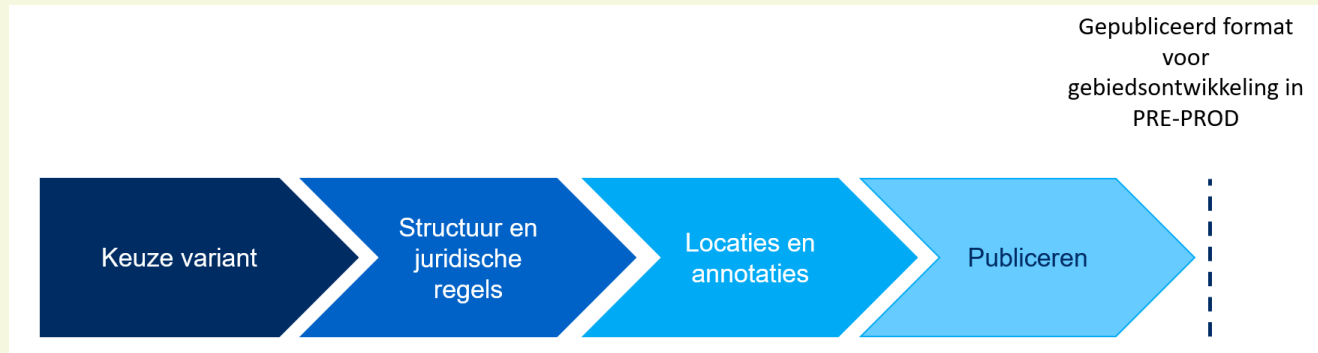 Gepubliceerd format
voor
gebiedsontwikkeling in
PRE-PROD
Keuze variant
Structuur en
juridische
regels
Locaties en
annotaties
Publiceren